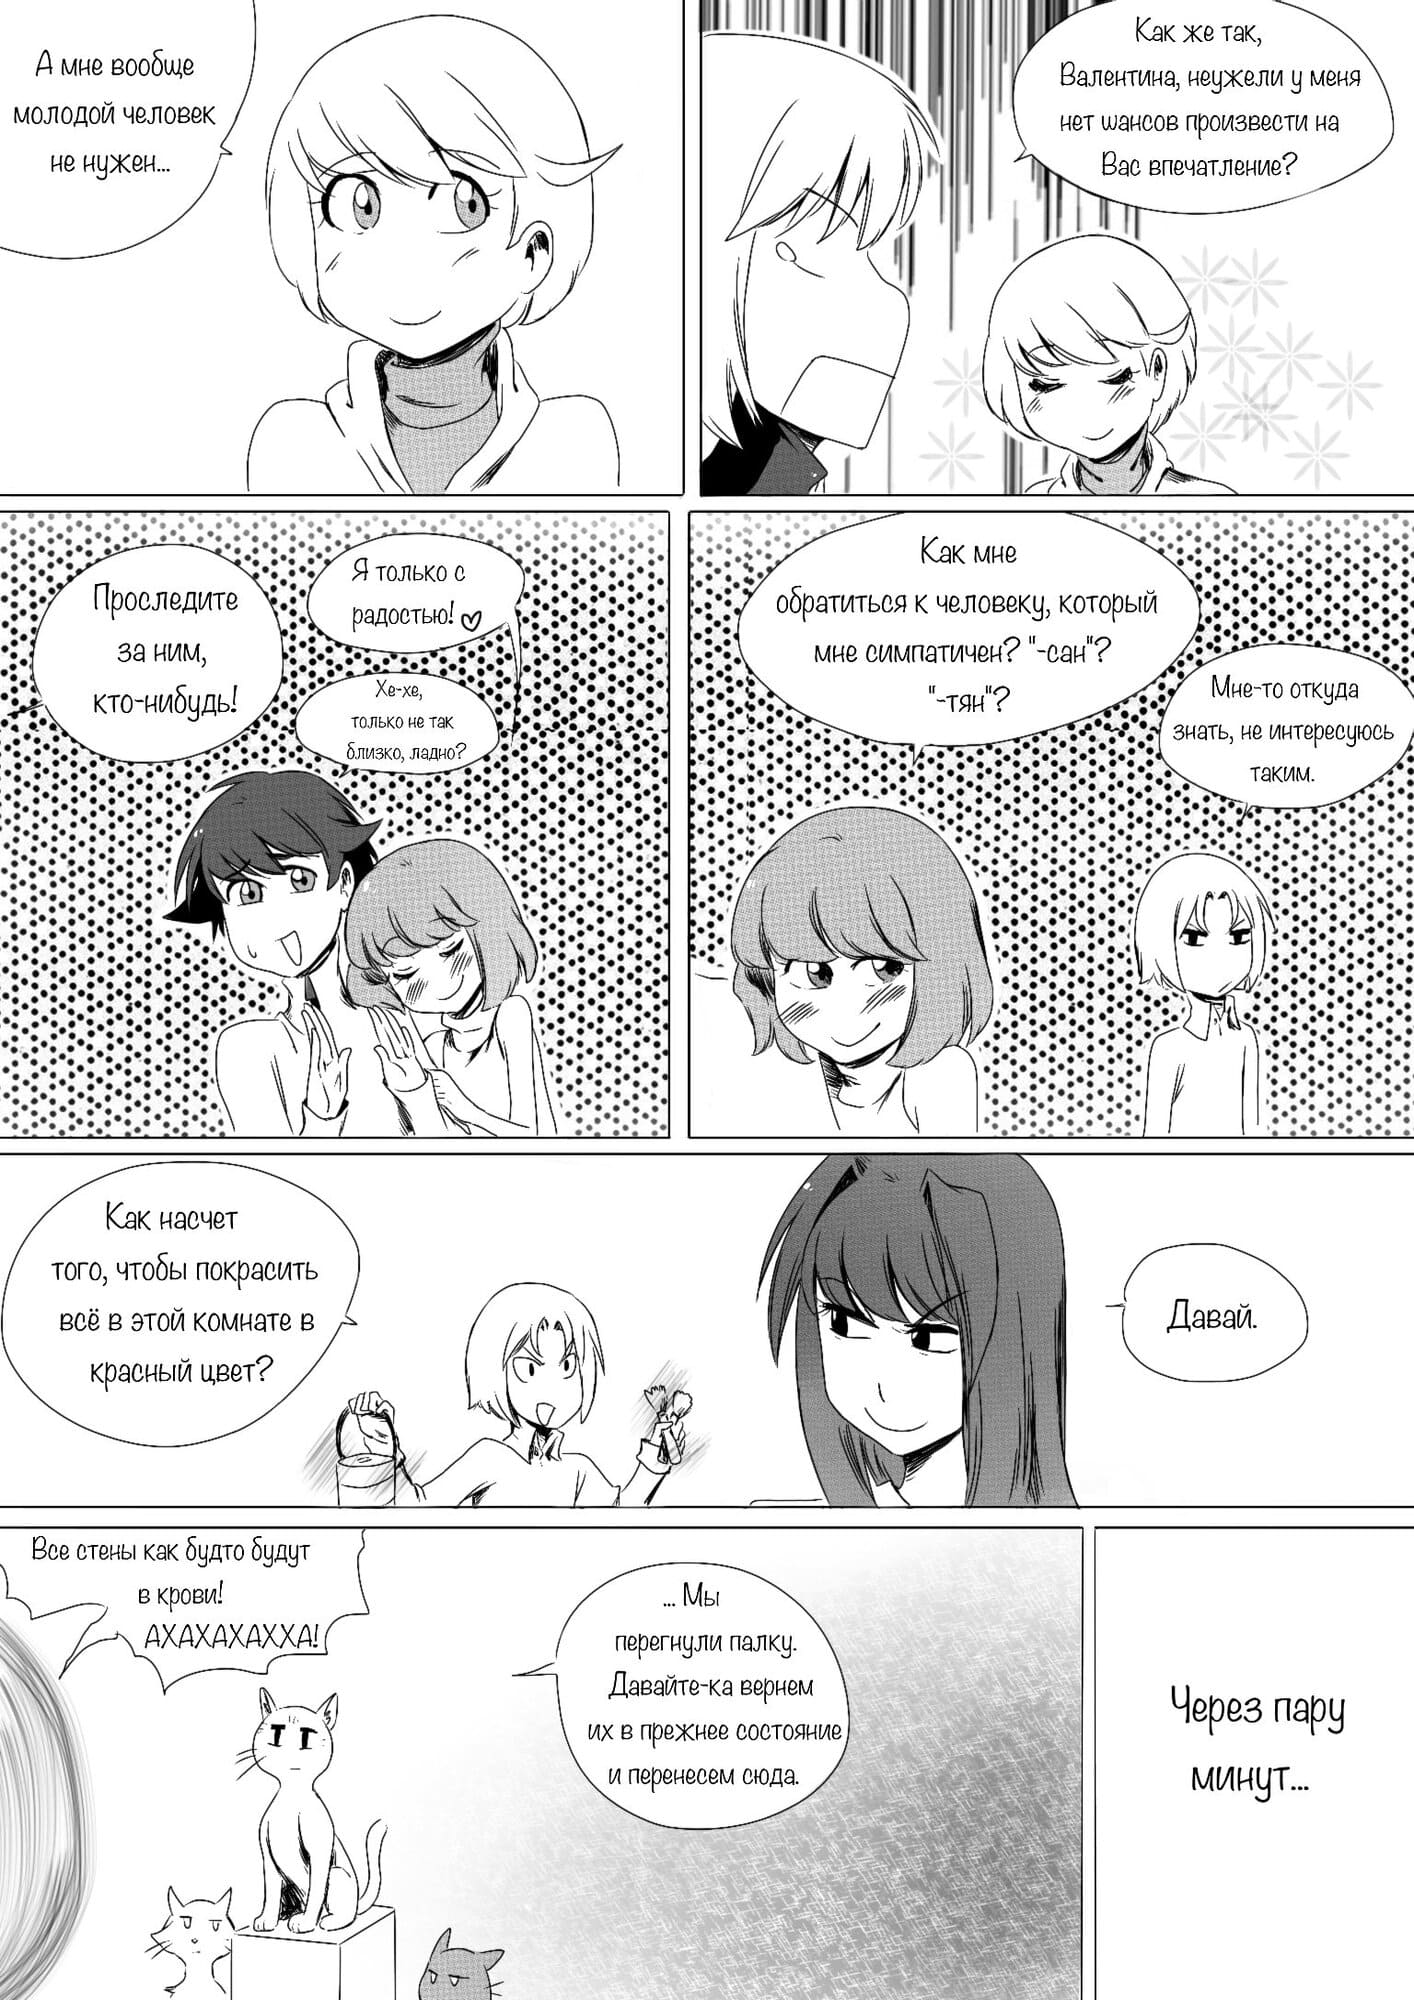 А мне вообще
молодой человек
не нужен...
Как же так,
Валентина, неужели у меня
нет шансов произвести на
Вас впечатление?
Проследите
за ним,
кто-нибудь!
Я только с
радостью! ♡
Хе-хе,
только не так
близко, ладно?
Как мне
обратиться к человеку, который
мне симпатичен? "-сан"?
"-тян"?
Мне-то откуда
знать, не интересуюсь
таким.
Как насчет
того, чтобы покрасить
всё в этой комнате в
красный цвет?
Давай.
Все стены как будто будут
в крови!
АХАХАХАХХА!
... Мы
перегнули палку.
Давайте-ка вернем
их в прежнее состояние
и перенесем сюда.
Через пару
минут...